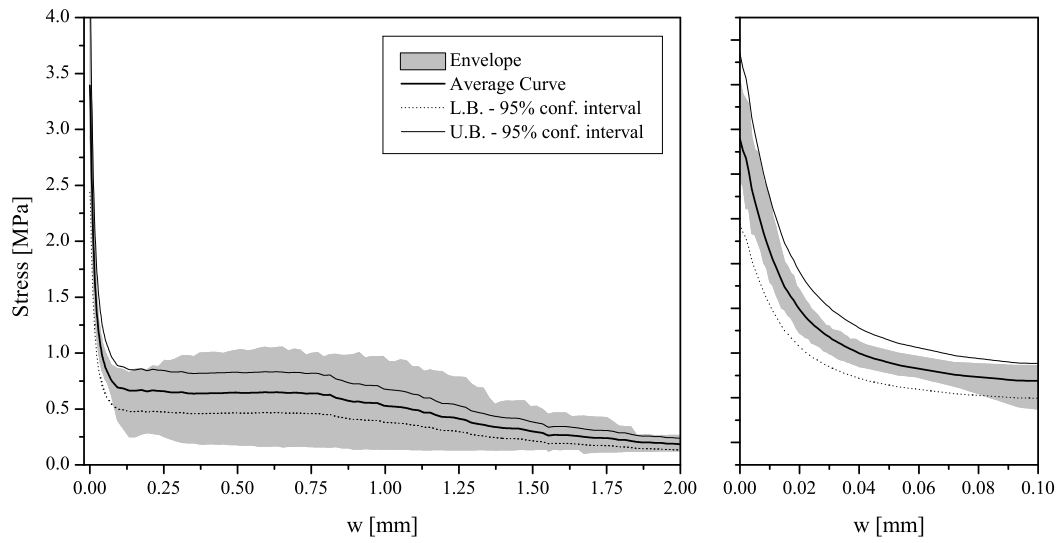 4.0
3.5
3.0
2.5
2.0
1.5
1.0
0.5
0.0
Stress [MPa]
Envelope
Average Curve
L.B. - 95% conf. interval
U.B. - 95% conf. interval
0.00 0.25 0.50 0.75 1.00 1.25 1.50 1.75 2.00
w [mm]
0.00 0.02 0.04 0.06 0.08 0.10
w [mm]